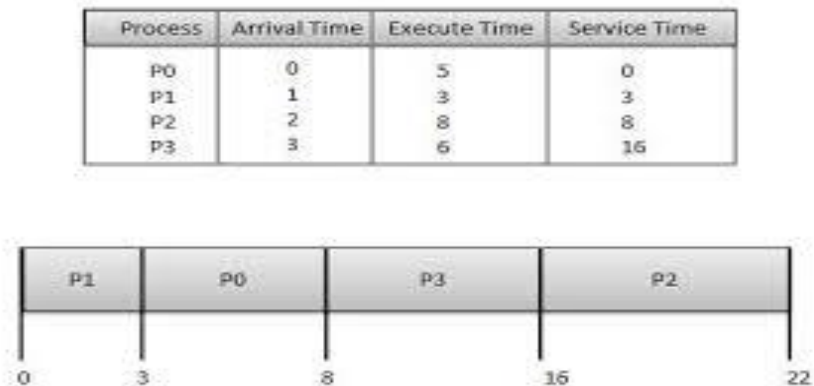 Process Arrival Time Execute Time Service Time
P0 0 5 0
P1 1 3 3
P2 2 8 8
P3 3 6 16
P1 P0 P3 P2
0 3 8 16 22